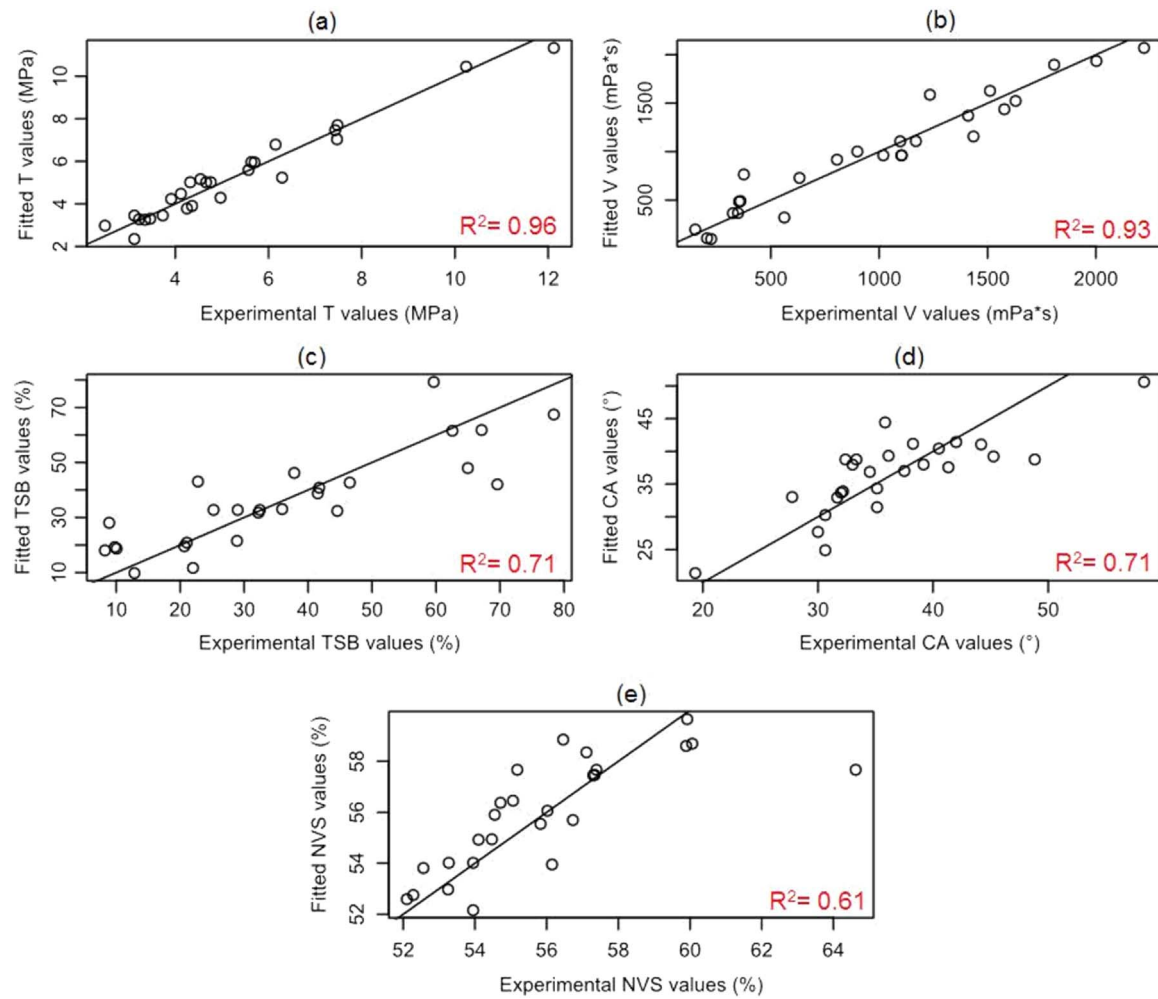 (a)
Fitted T values (MPa)
2 4 6 8 10
R²= 0.96
4 6 8 10 12
Experimental T values (MPa)
(b)
Fitted V values (mPa*s)
500 1500
R²= 0.93
500 1000 1500 2000
Experimental V values (mPa*s)
(c)
Fitted TSB values (%)
10 30 50 70
R²= 0.71
10 20 30 40 50 60 70 80
Experimental TSB values (%)
(d)
Fitted CA values (°)
25 35 45
R²= 0.71
20 30 40 50
Experimental CA values (°)
(e)
Fitted NVS values (%)
52 54 56 58
R²= 0.61
52 54 56 58 60 62 64
Experimental NVS values (%)